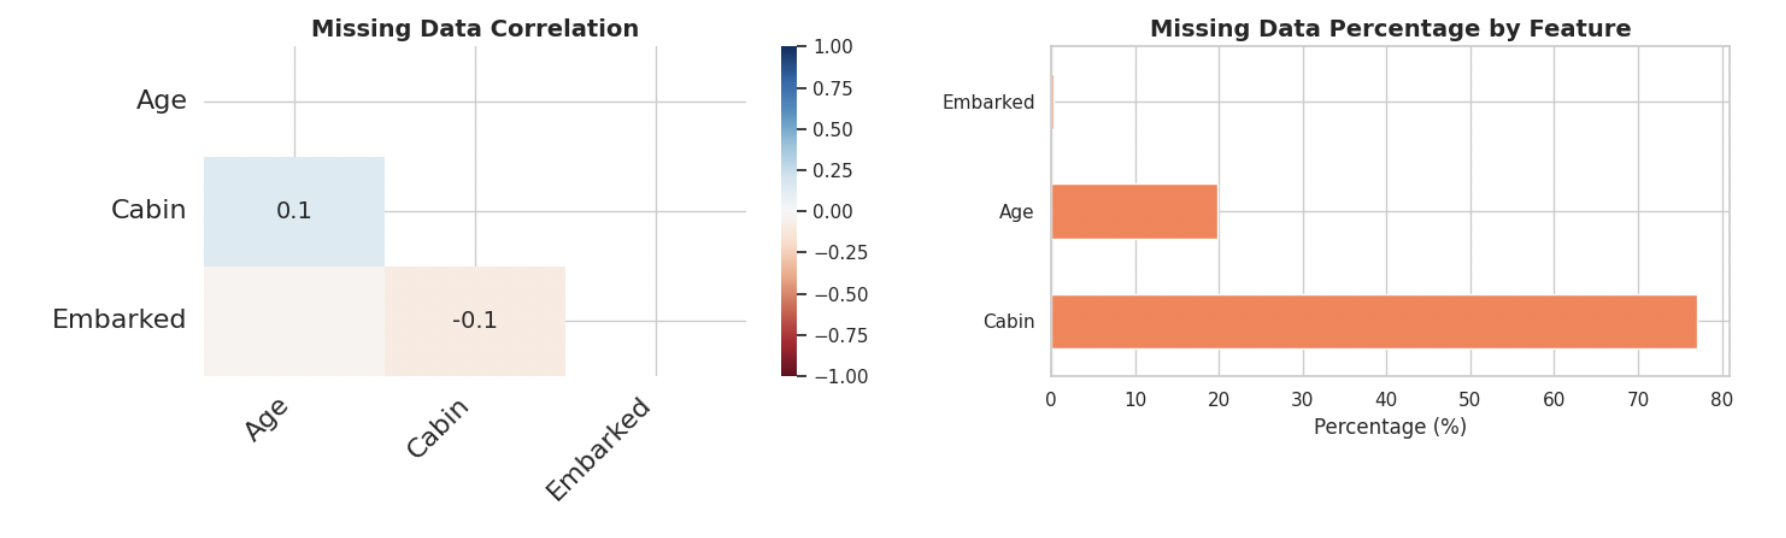 Missing Data Correlation
Age
Cabin
Embarked
0.1
-0.1
Age
Cabin
Embarked
1.00
0.75
0.50
0.25
0.00
−0.25
−0.50
−0.75
−1.00
Missing Data Percentage by Feature
Embarked
Age
Cabin
0 10 20 30 40 50 60 70 80
Percentage (%)